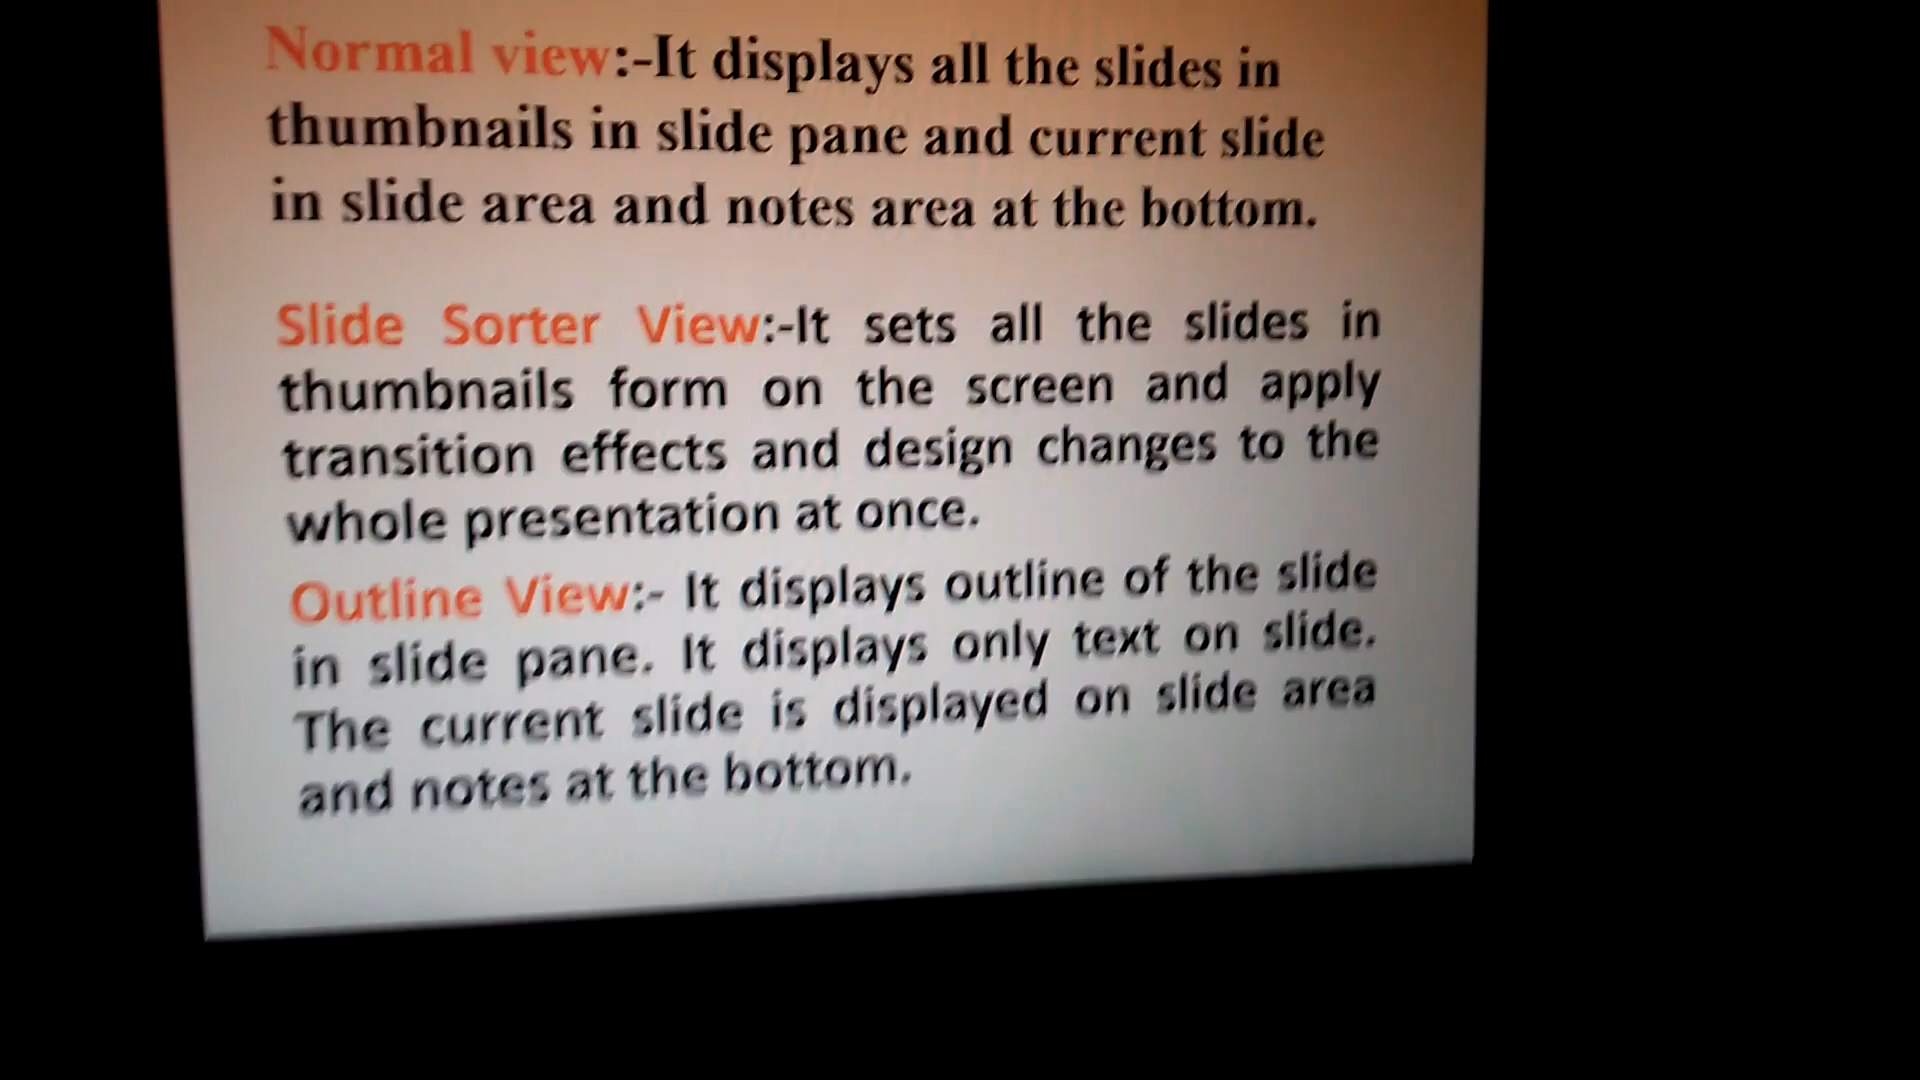 Normal view:-It displays all the slides in
thumbnails in slide pane and current slide
in slide area and notes area at the bottom.
Slide Sorter View:-It sets all the slides in
thumbnails form on the screen and apply
transition effects and design changes to the
whole presentation at once.
Outline View:- It displays outline of the slide
in slide pane. It displays only text on slide.
The current slide is displayed on slide area
and notes at the bottom.